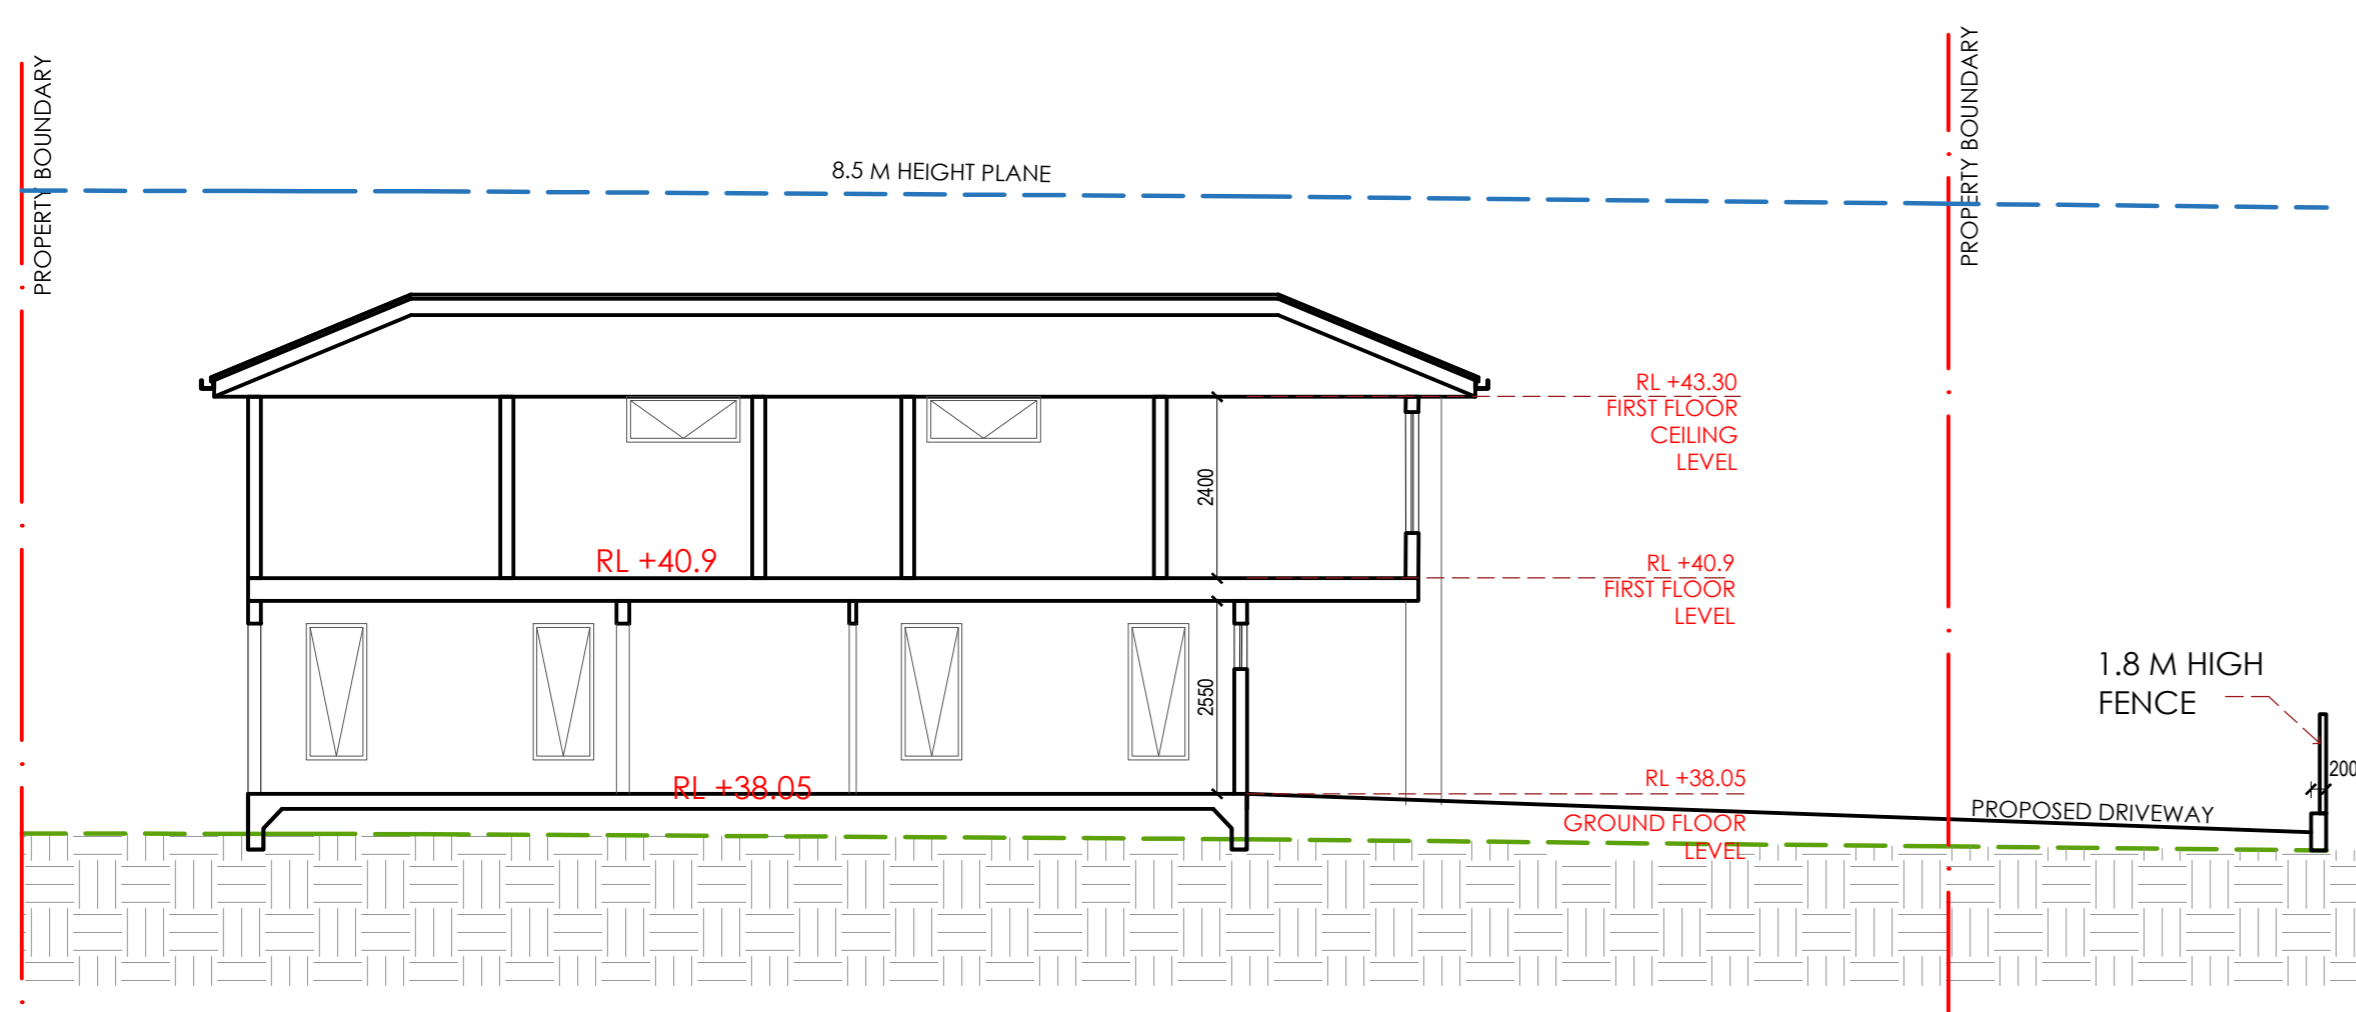 PROPERTY BOUNDARY
PROPERTY BOUNDARY
8.5 M HEIGHT PLANE
RL +43.30
FIRST FLOOR
CEILING
LEVEL
2400
RL +40.9
RL +40.9
FIRST FLOOR
LEVEL
1.8 M HIGH
FENCE
2550
200
RL +38.05
RL +38.05
GROUND FLOOR
LEVEL
PROPOSED DRIVEWAY